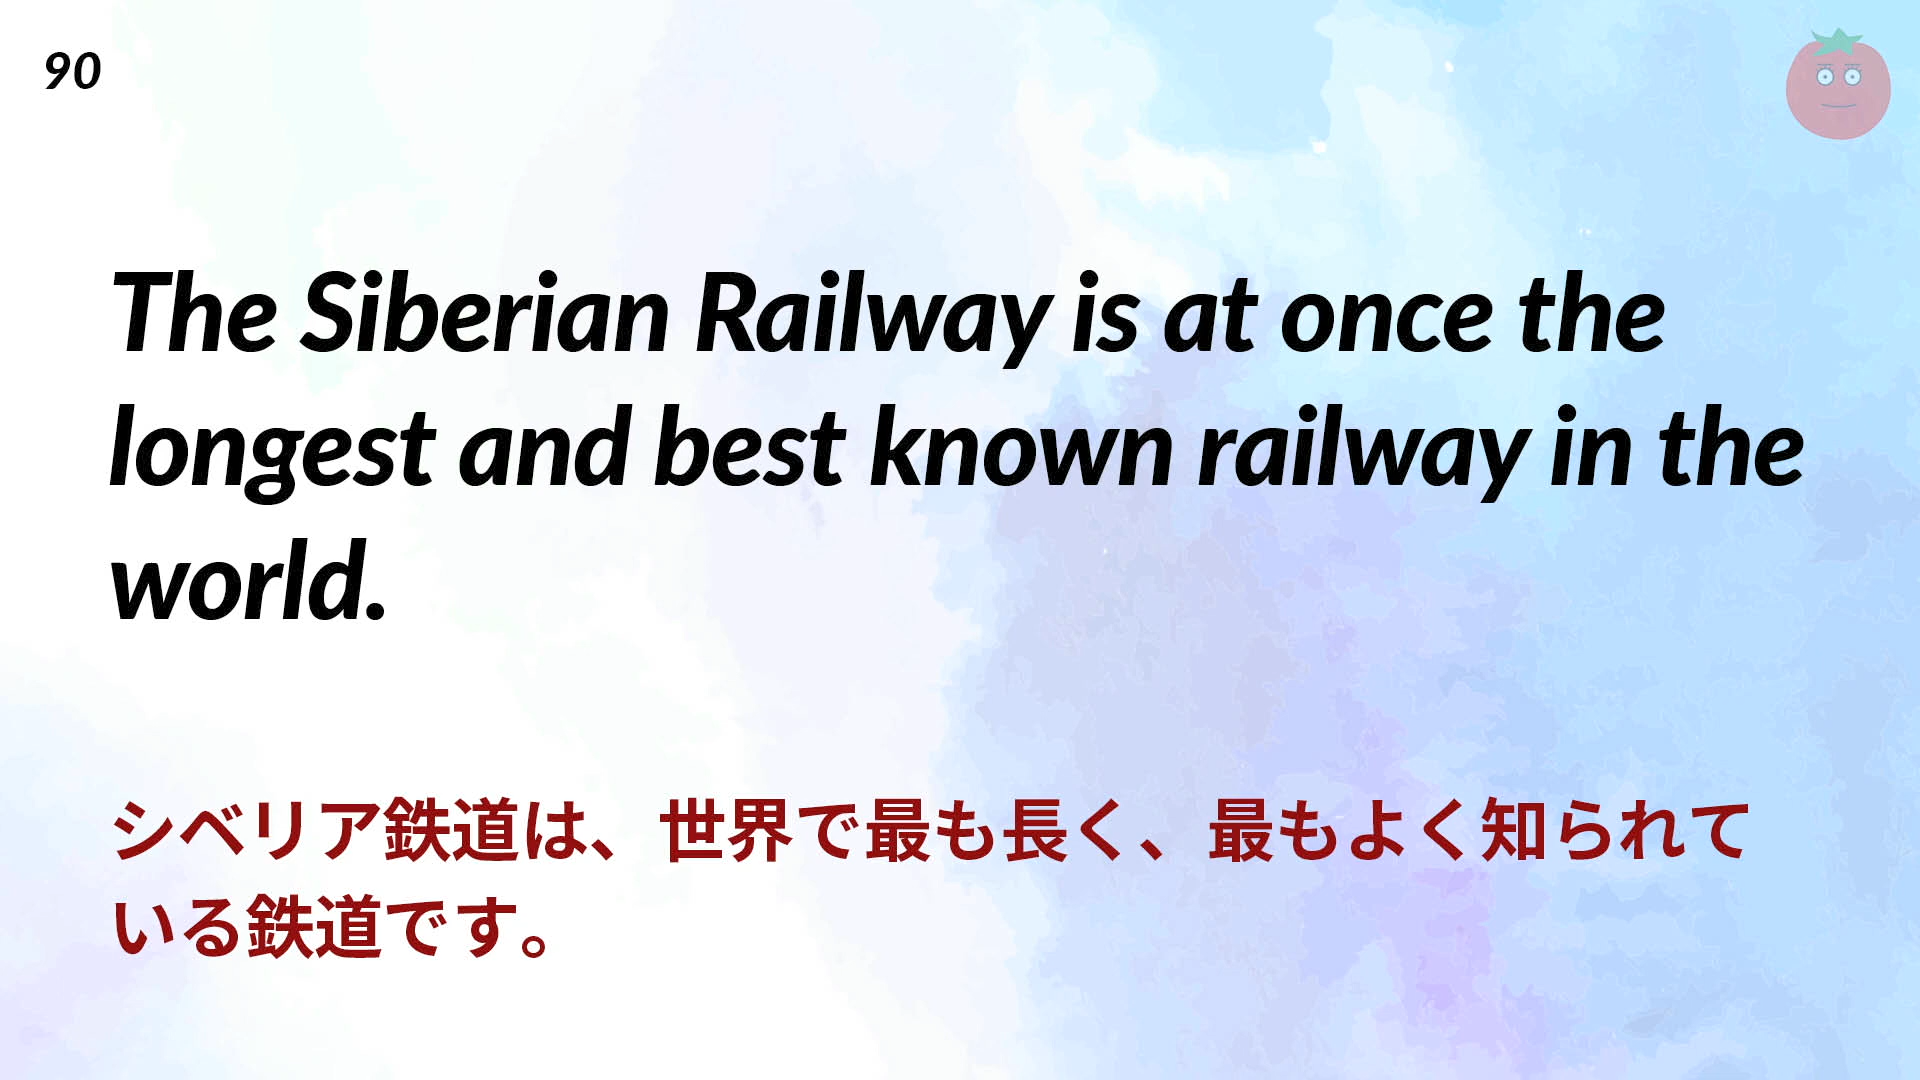 90
The Siberian Railway is at once the
longest and best known railway in the
world.
シベリア鉄道は、世界で最も長く、最もよく知られて
いる鉄道です。